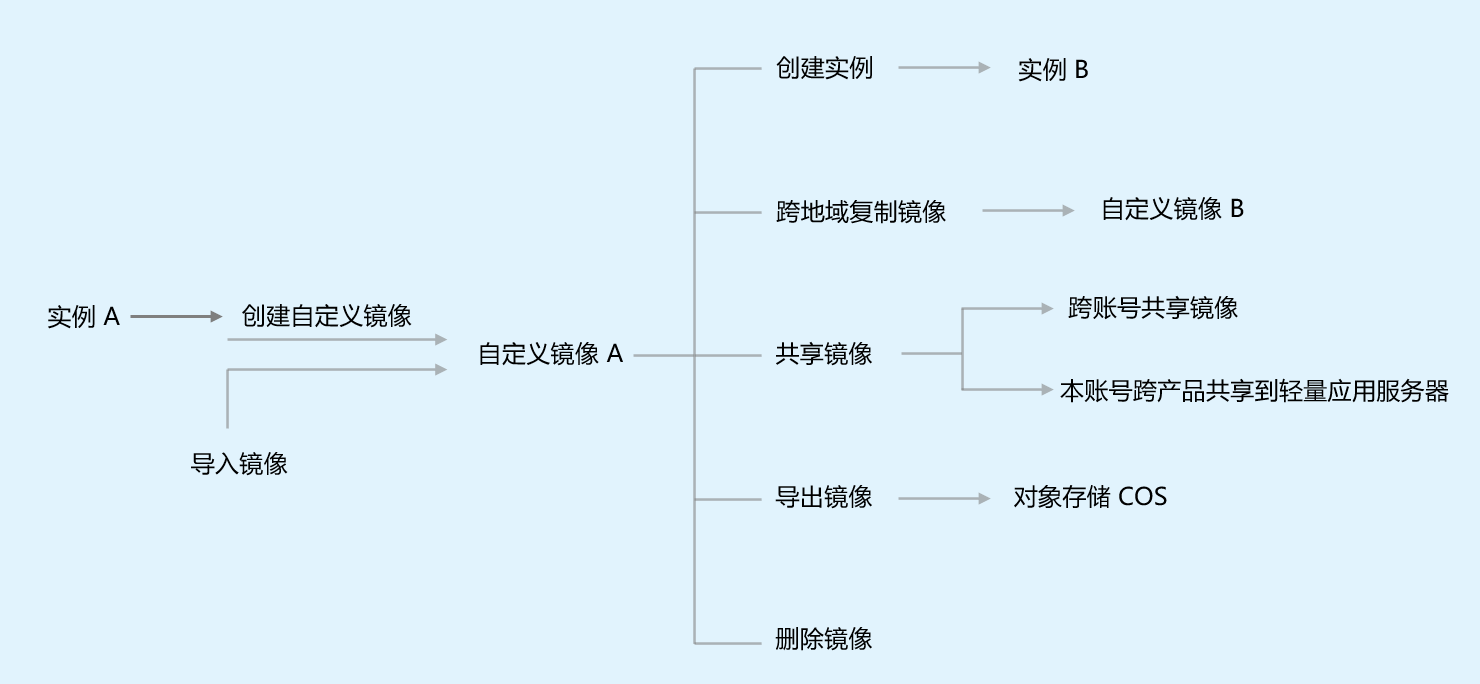 创建实例
实例 B
跨地域复制镜像
自定义镜像 B
实例 A
创建自定义镜像
导入镜像
自定义镜像 A
共享镜像
跨账号共享镜像
本账号跨产品共享到轻量应用服务器
导出镜像
对象存储 COS
删除镜像